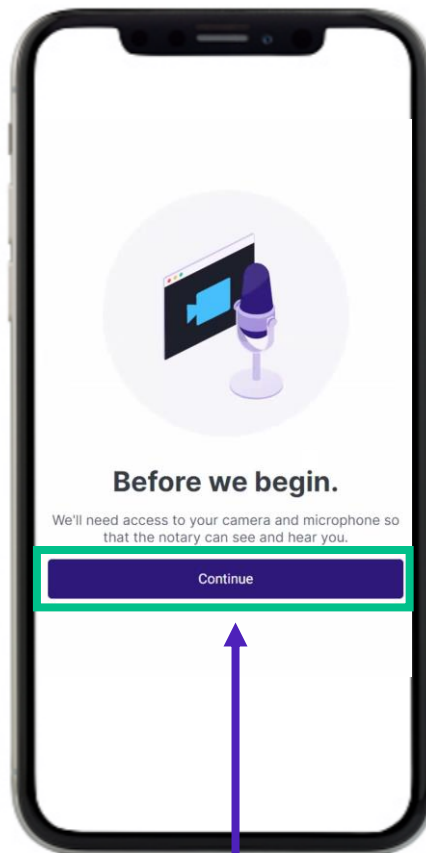 Before we begin.
We'll need access to your camera and microphone so
that the notary can see and hear you.
Continue